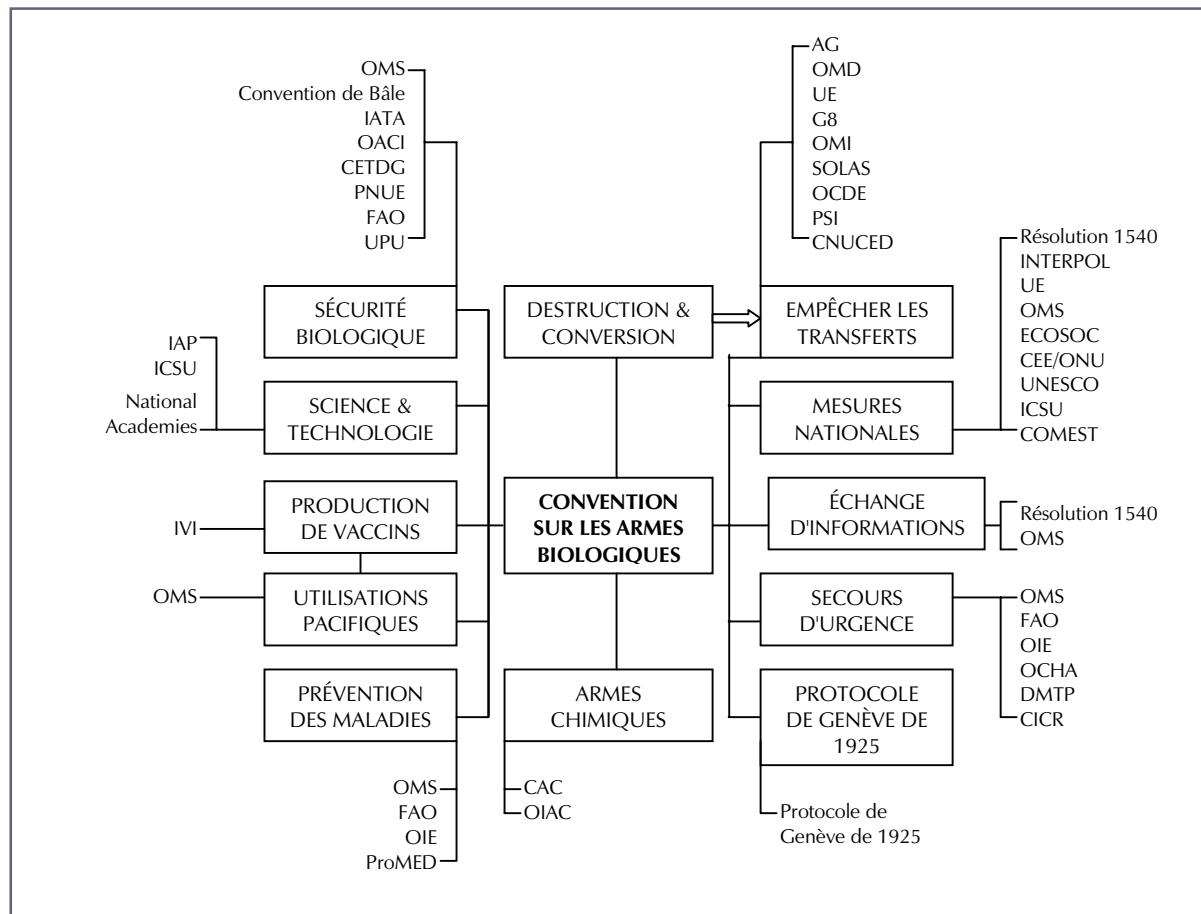 OMS
Convention de Bâle
IATA
OACI
CETDG
PNUE
FAO
UPU
AG
OMD
UE
G8
OMI
SOLAS
OCDE
PSI
CNUCED
SÉCURITÉ
BIOLOGIQUE
DESTRUCTION &
CONVERSION
EMPÊCHER LES
TRANSFERTS
Résolution 1540
INTERPOL
UE
OMS
ECOSOC
CEE/ONU
UNESCO
ICSU
COMEST
IAP
ICSU
National
Academies
SCIENCE &
TECHNOLOGIE
MESURES
NATIONALES
IVI
PRODUCTION
DE VACCINS
CONVENTION
SUR LES ARMES
BIOLOGIQUES
ÉCHANGE
D'INFORMATIONS
Résolution 1540
OMS
OMS
UTILISATIONS
PACIFIQUES
SECOURS
D'URGENCE
OMS
FAO
OIE
OCHA
DMTP
CICR
PRÉVENTION
DES MALADIES
ARMES
CHIMIQUES
PROTOCOLE
DE GENÈVE DE
1925
OMS
FAO
OIE
ProMED
CAC
OIAC
Protocole de
Genève de 1925